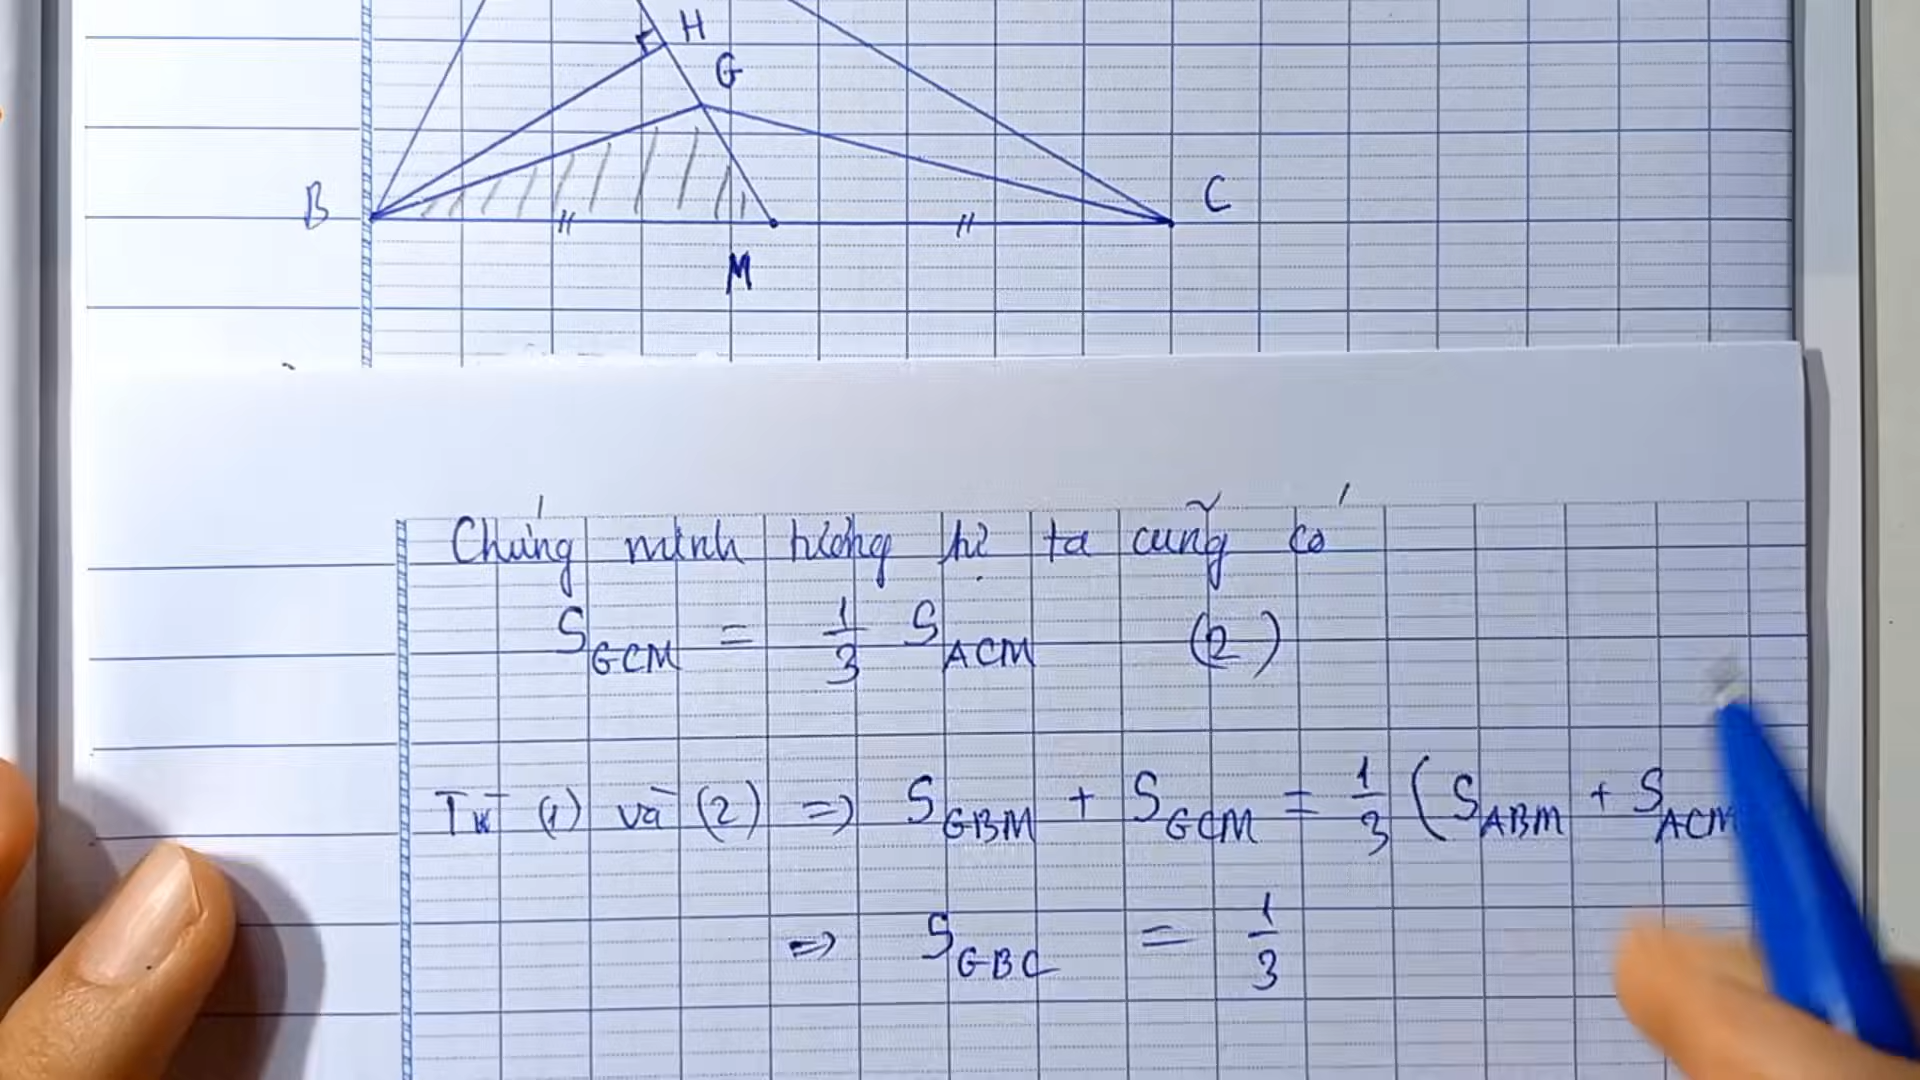 H
G
B
C
M
Chứng minh tương tự ta cũng có
S_GCM = 1/3 S_ACM (2)
Từ (1) và (2) => S_GBM + S_GCM = 1/3 (S_ABM + S_ACM
=> S_GBC = 1/3